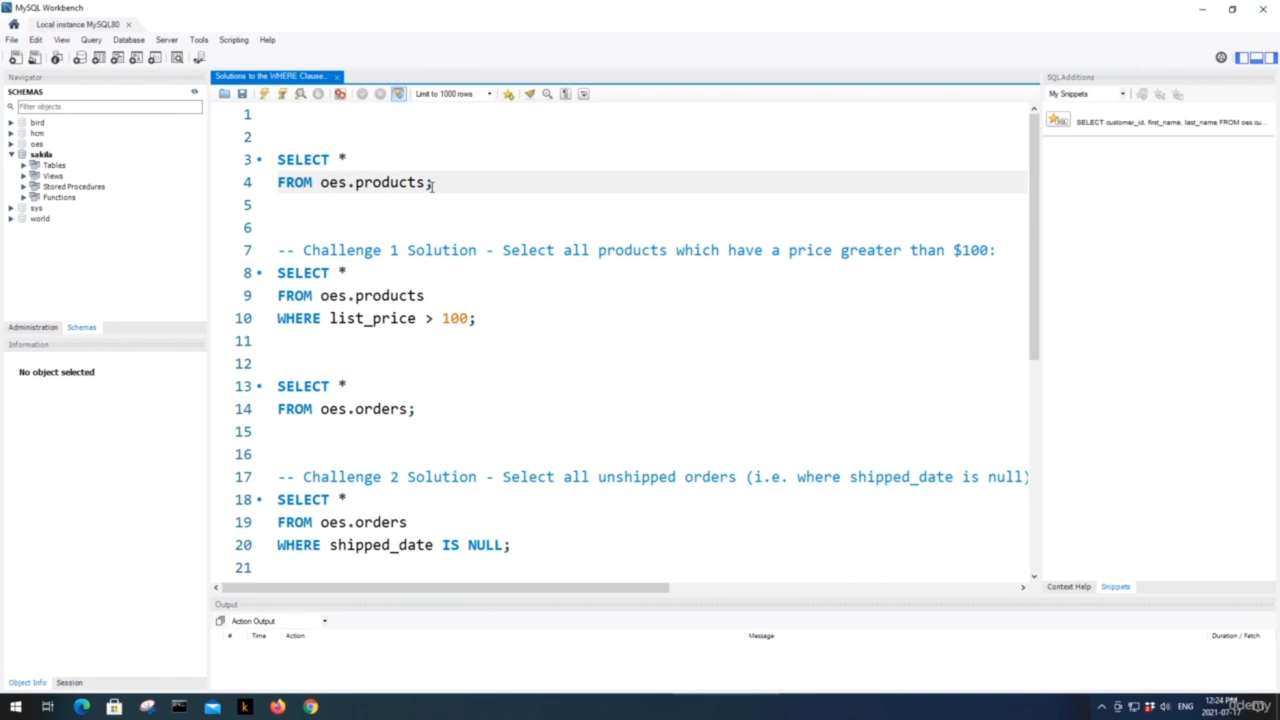 MySQL Workbench
Local instance MySQL80
File Edit View Query Database Server Tools Scripting Help
Navigator
SCHEMAS
Filter objects
bird
hcm
oes
sakila
Tables
Views
Stored Procedures
Functions
sys
world
Administration Schemas
Information
No object selected
Object Info Session
Solutions to the WHERE Clause...
Limit to 1000 rows
1
2
3 SELECT *
4 FROM oes.products;
5
6
7 -- Challenge 1 Solution - Select all products which have a price greater than $100:
8 SELECT *
9 FROM oes.products
10 WHERE list_price > 100;
11
12
13 SELECT *
14 FROM oes.orders;
15
16
17 -- Challenge 2 Solution - Select all unshipped orders (i.e. where shipped_date is null)
18 SELECT *
19 FROM oes.orders
20 WHERE shipped_date IS NULL;
21
Output
Action Output
# Time Action Message Duration / Fetch
SQLAdditions
My Snippets
SELECT customer_id, first_name, last_name FROM oes.cu...
Context Help Snippets
ENG
12:24 PM
2021-07-17
udemy